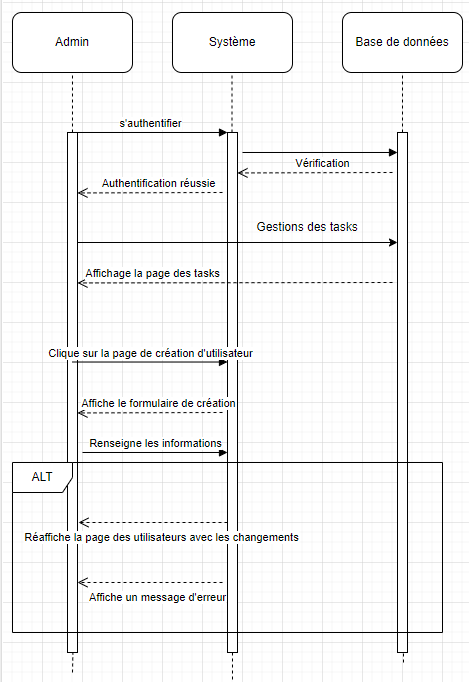 Admin
Système
Base de données
s'authentifier
Vérification
Authentification réussie
Gestions des tasks
Affichage la page des tasks
Clique sur la page de création d'utilisateur
Affiche le formulaire de création
Renseigne les informations
ALT
Réaffiche la page des utilisateurs avec les changements
Affiche un message d'erreur